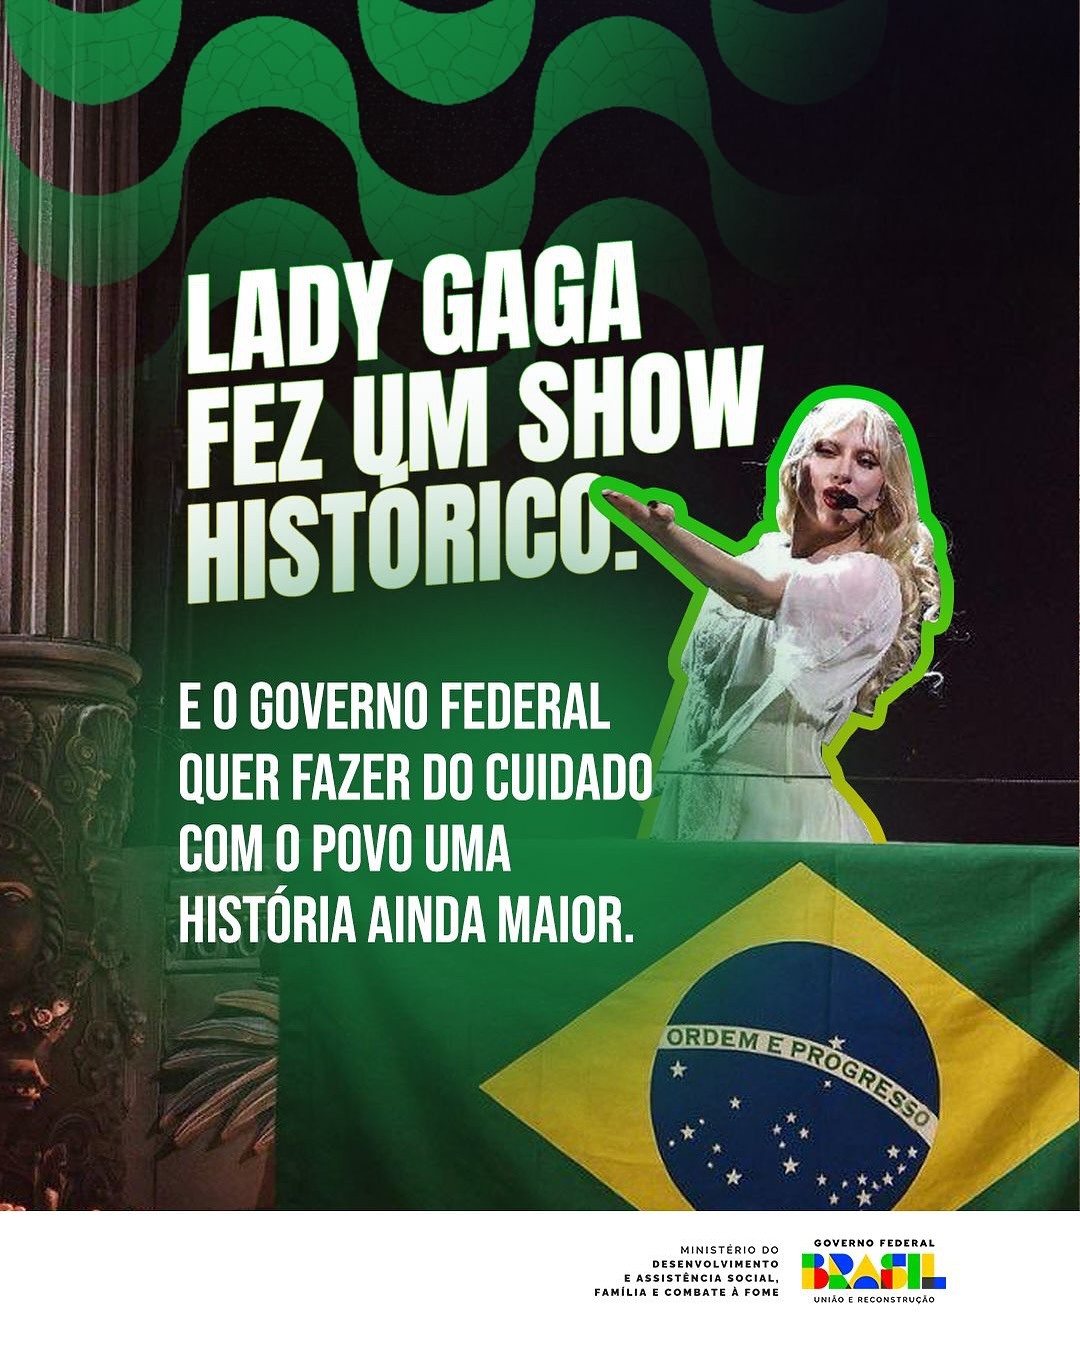 LADY GAGA
FEZ UM SHOW
HISTÓRICO.
E O GOVERNO FEDERAL
QUER FAZER DO CUIDADO
COM O POVO UMA
HISTÓRIA AINDA MAIOR.
ORDEM E PROGRESSO
MINISTÉRIO DO
DESENVOLVIMENTO
E ASSISTÊNCIA SOCIAL,
FAMÍLIA E COMBATE À FOME
GOVERNO FEDERAL
BRASIL
UNIÃO E RECONSTRUÇÃO